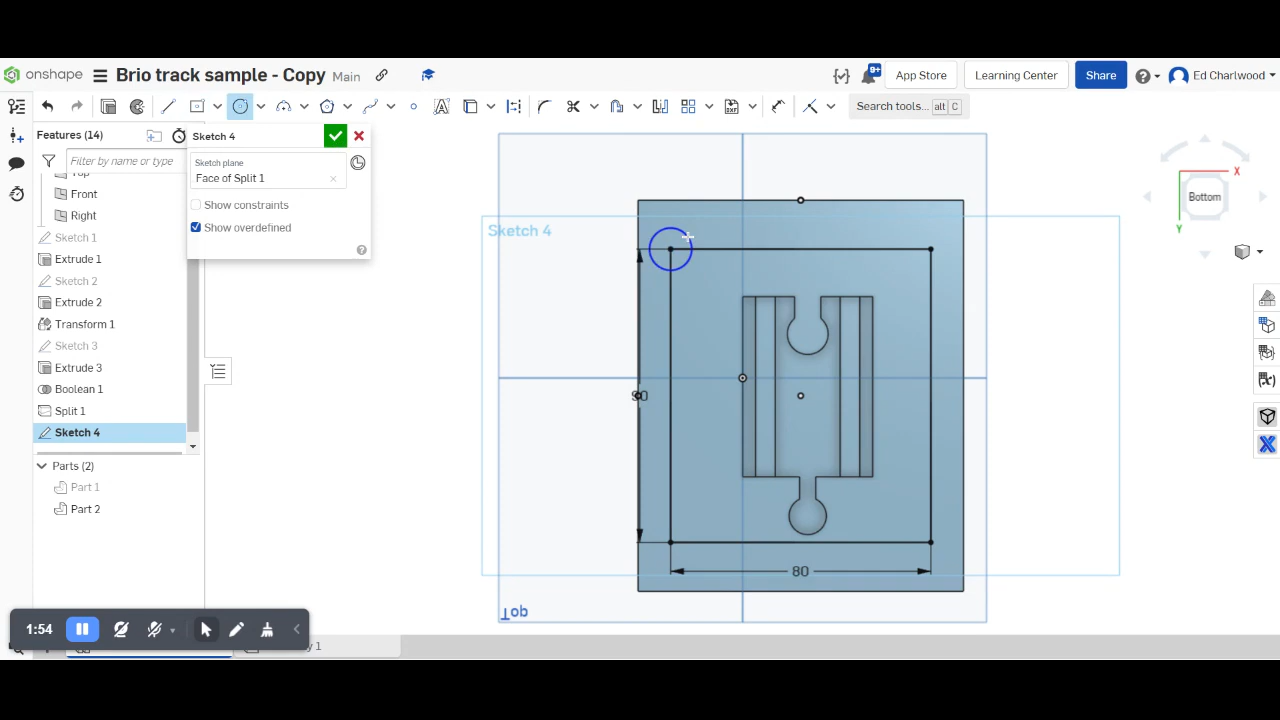 onshape
Brio track sample - Copy
Main
9+
App Store
Learning Center
Share
Ed Charlwood
Search tools...
alt
C
Features (14)
Filter by name or type
Front
Right
Sketch 1
Extrude 1
Sketch 2
Extrude 2
Transform 1
Sketch 3
Extrude 3
Boolean 1
Split 1
Sketch 4
Parts (2)
Part 1
Part 2
Sketch 4
Sketch plane
Face of Split 1
Show constraints
Show overdefined
Sketch 4
90
80
Top
Bottom
X
Y
1:54